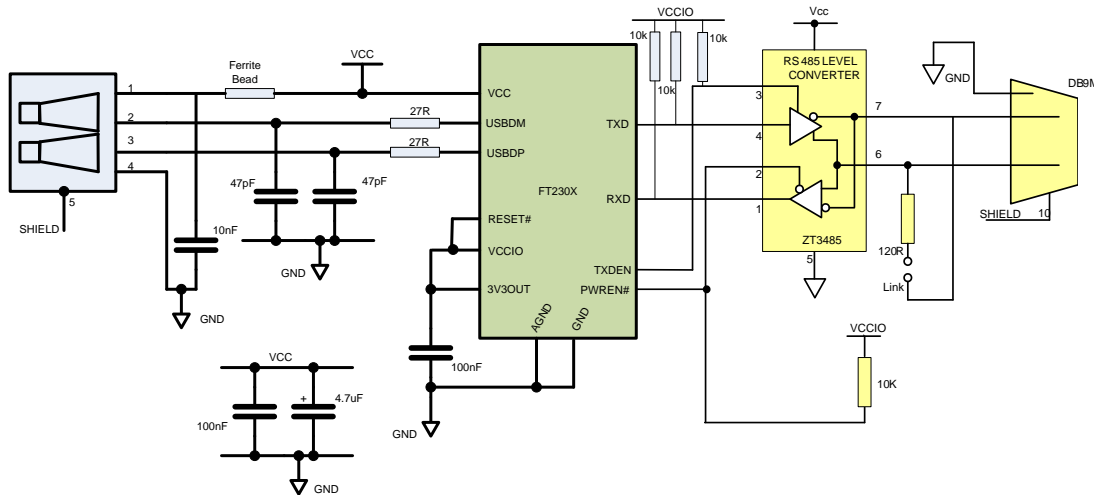 VCCIO
Vcc
10k
10k
10k
VCC
Ferrite
Bead
RS 485 LEVEL
CONVERTER
GND
DB9M
1
VCC
3
7
27R
2
USBDM
TXD
4
3
27R
USBDP
6
4
2
47pF
47pF
FT230X
RXD
1
5
SHIELD
RESET#
SHIELD
10
10nF
VCCIO
ZT3485
120R
GND
TXDEN
5
3V3OUT
PWREN#
Link
GND
AGND
GND
VCCIO
VCC
100nF
10K
+
4.7uF
100nF
GND
GND